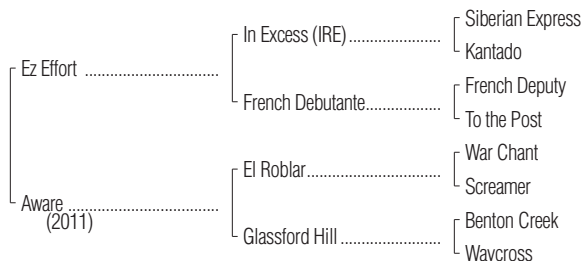 Siberian Express
In Excess (IRE)
Kantado
Ez Effort
French Deputy
French Debutante
To the Post
War Chant
El Roblar
Screamer
Aware
(2011)
Benton Creek
Glassford Hill
Waycross